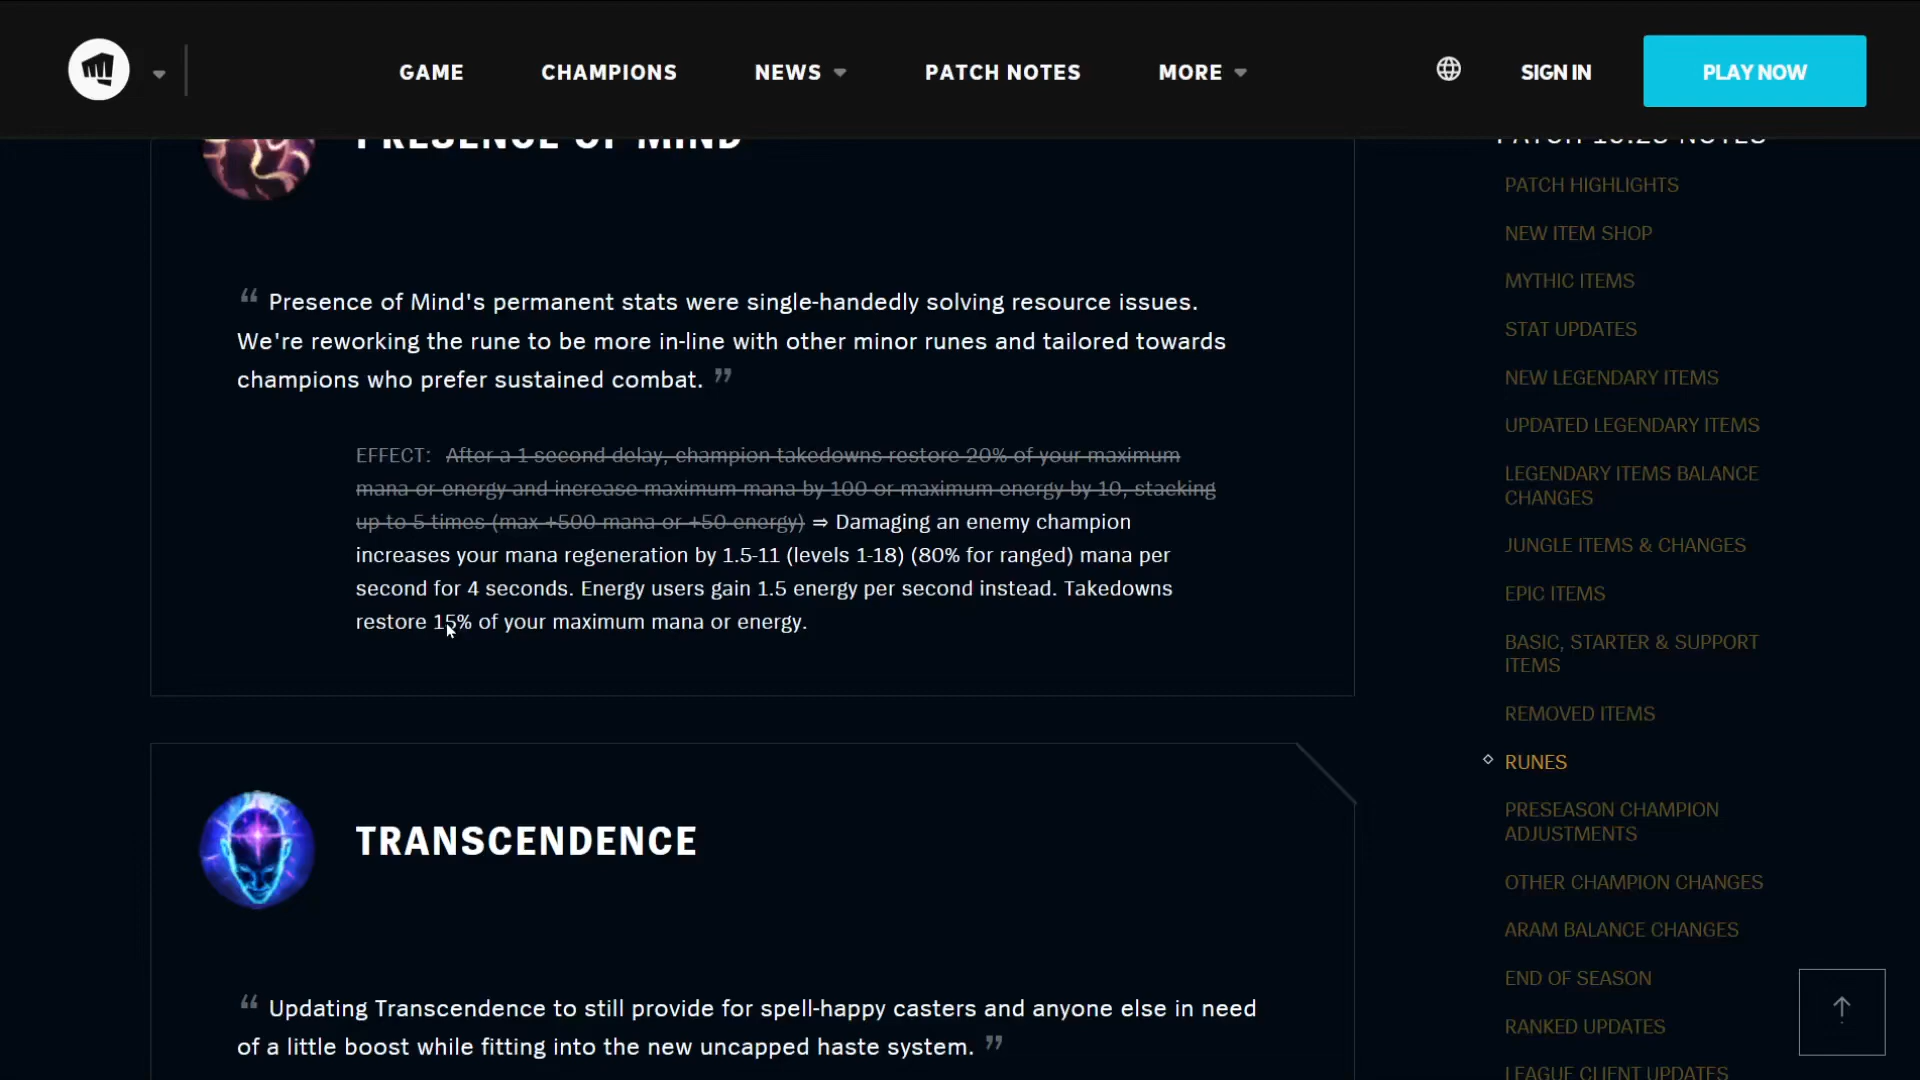 GAME
CHAMPIONS
NEWS
PATCH NOTES
MORE
SIGN IN
PLAY NOW
PRESENCE OF MIND
“ Presence of Mind's permanent stats were single-handedly solving resource issues.
We're reworking the rune to be more in-line with other minor runes and tailored towards
champions who prefer sustained combat. ”
EFFECT: After a 1 second delay, champion takedowns restore 20% of your maximum
mana or energy and increase maximum mana by 100 or maximum energy by 10, stacking
up to 5 times (max +500 mana or +50 energy) ⇒ Damaging an enemy champion
increases your mana regeneration by 1.5-11 (levels 1-18) (80% for ranged) mana per
second for 4 seconds. Energy users gain 1.5 energy per second instead. Takedowns
restore 15% of your maximum mana or energy.
TRANSCENDENCE
“ Updating Transcendence to still provide for spell-happy casters and anyone else in need
of a little boost while fitting into the new uncapped haste system. ”
PATCH 10.23 NOTES
PATCH HIGHLIGHTS
NEW ITEM SHOP
MYTHIC ITEMS
STAT UPDATES
NEW LEGENDARY ITEMS
UPDATED LEGENDARY ITEMS
LEGENDARY ITEMS BALANCE
CHANGES
JUNGLE ITEMS & CHANGES
EPIC ITEMS
BASIC, STARTER & SUPPORT
ITEMS
REMOVED ITEMS
RUNES
PRESEASON CHAMPION
ADJUSTMENTS
OTHER CHAMPION CHANGES
ARAM BALANCE CHANGES
END OF SEASON
RANKED UPDATES
LEAGUE CLIENT UPDATES